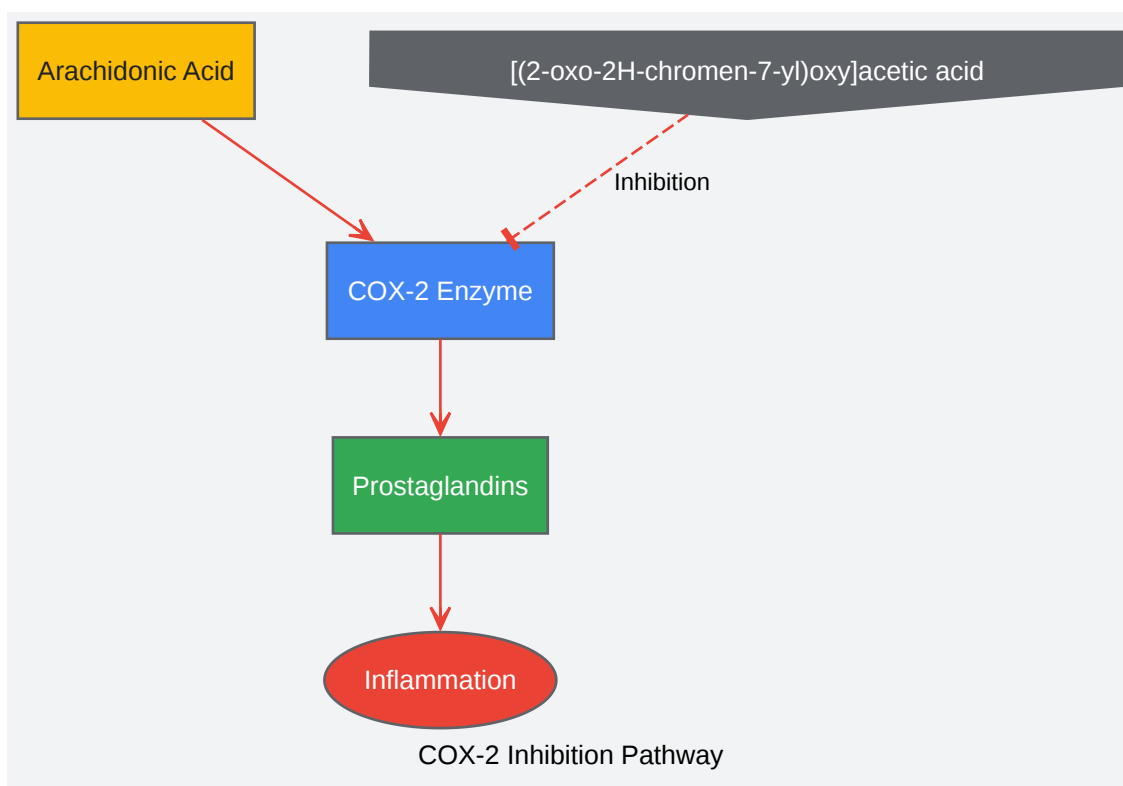 Arachidonic Acid
[(2-oxo-2H-chromen-7-yl)oxy]acetic acid
Inhibition
COX-2 Enzyme
Prostaglandins
Inflammation
COX-2 Inhibition Pathway